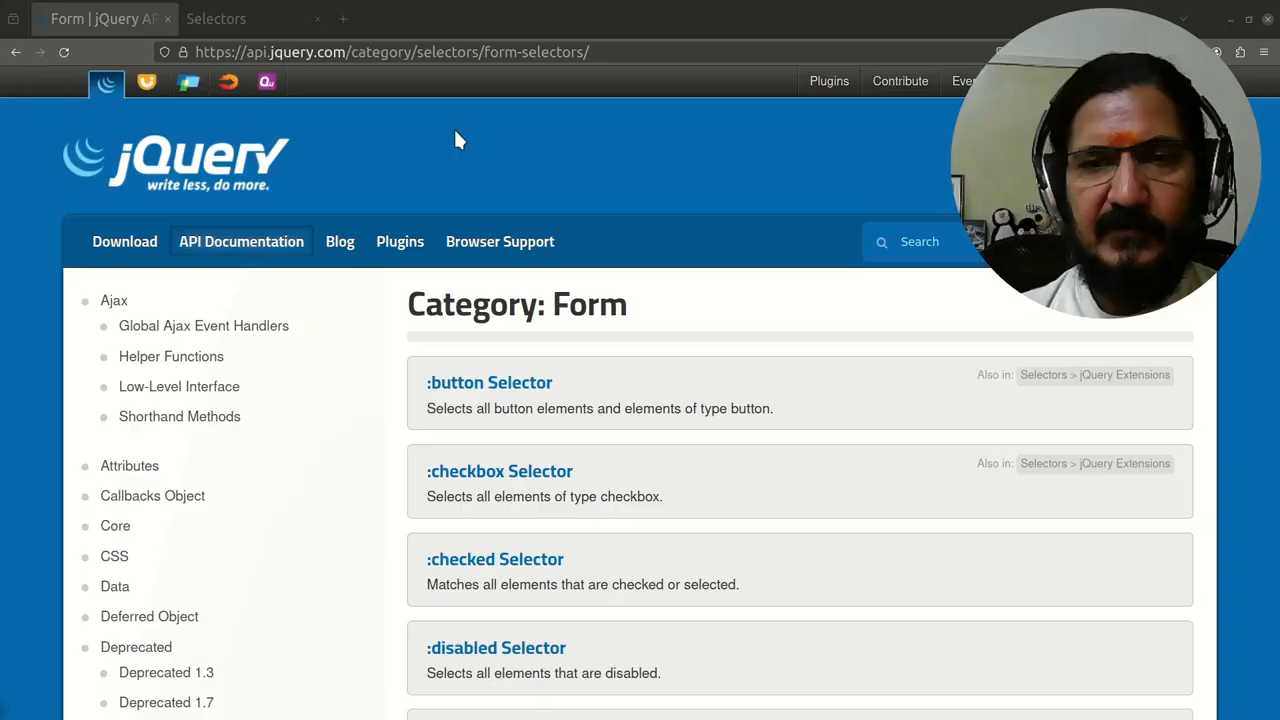 Form | jQuery AP
Selectors
https://api.jquery.com/category/selectors/form-selectors/
Plugins
Contribute
jQuery
write less, do more.
Download
API Documentation
Blog
Plugins
Browser Support
Search
Ajax
Global Ajax Event Handlers
Helper Functions
Low-Level Interface
Shorthand Methods
Attributes
Callbacks Object
Core
CSS
Data
Deferred Object
Deprecated
Deprecated 1.3
Deprecated 1.7
Category: Form
:button Selector
Also in: Selectors > jQuery Extensions
Selects all button elements and elements of type button.
:checkbox Selector
Also in: Selectors > jQuery Extensions
Selects all elements of type checkbox.
:checked Selector
Matches all elements that are checked or selected.
:disabled Selector
Selects all elements that are disabled.